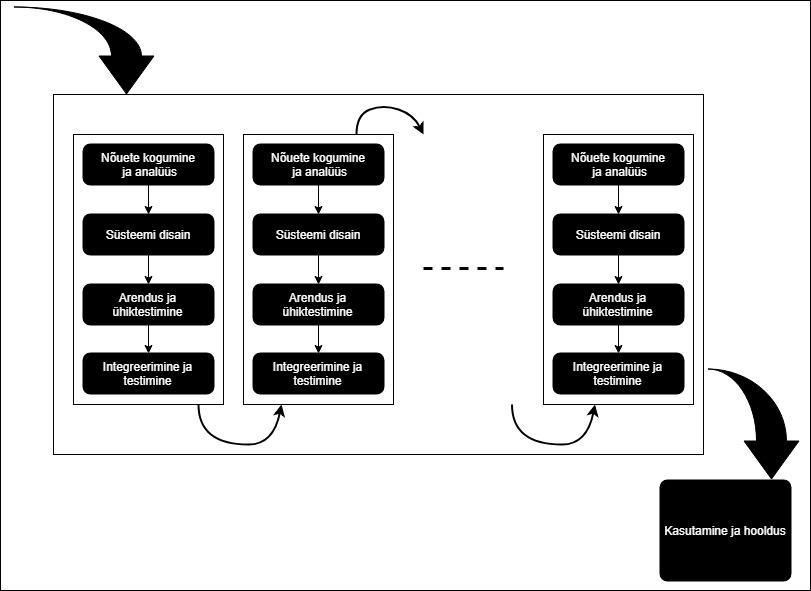 Nõuete kogumine
ja analüüs
Süsteemi disain
Arendus ja
ühiktestimine
Integreerimine ja
testimine
Nõuete kogumine
ja analüüs
Süsteemi disain
Arendus ja
ühiktestimine
Integreerimine ja
testimine
Nõuete kogumine
ja analüüs
Süsteemi disain
Arendus ja
ühiktestimine
Integreerimine ja
testimine
Kasutamine ja hooldus